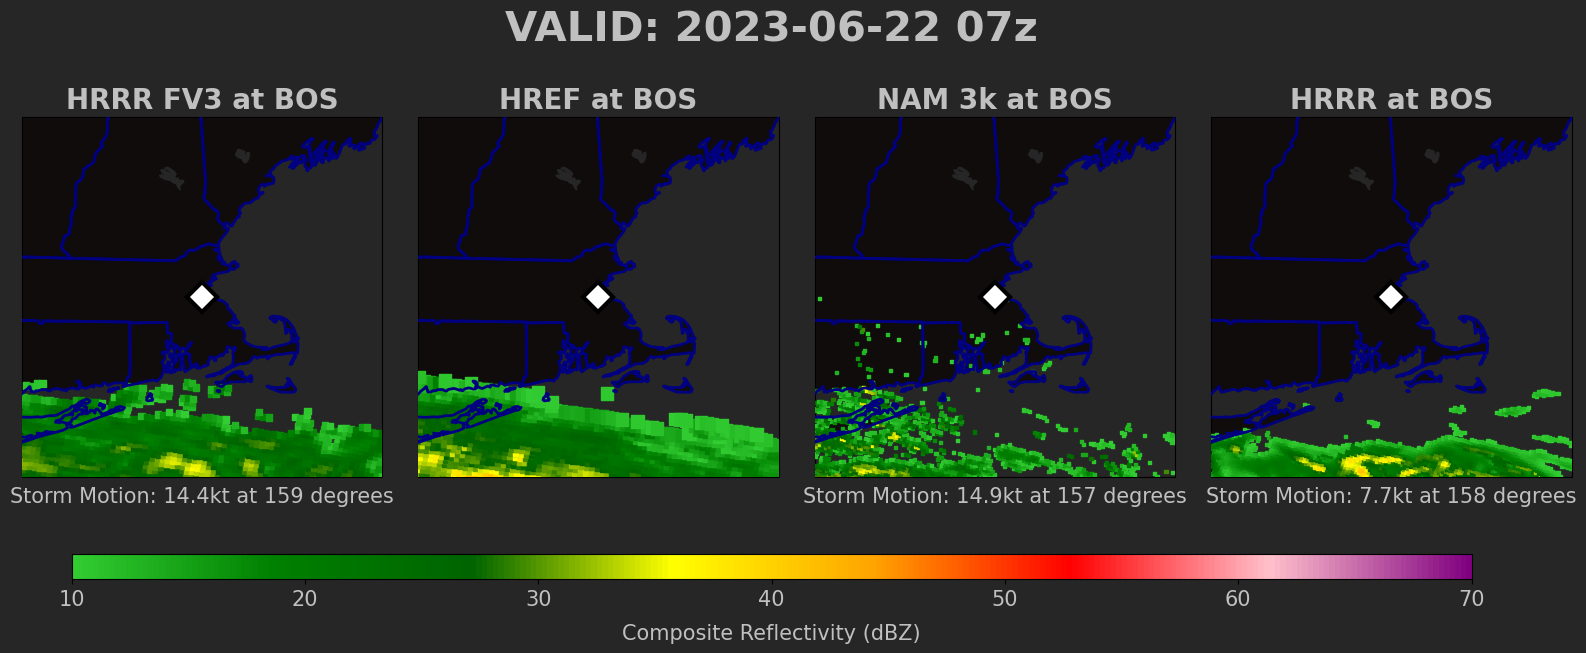 VALID: 2023-06-22 07z
HRRR FV3 at BOS
HREF at BOS
NAM 3k at BOS
HRRR at BOS
Storm Motion: 14.4kt at 159 degrees
Storm Motion: 14.9kt at 157 degrees
Storm Motion: 7.7kt at 158 degrees
10 20 30 40 50 60 70
Composite Reflectivity (dBZ)